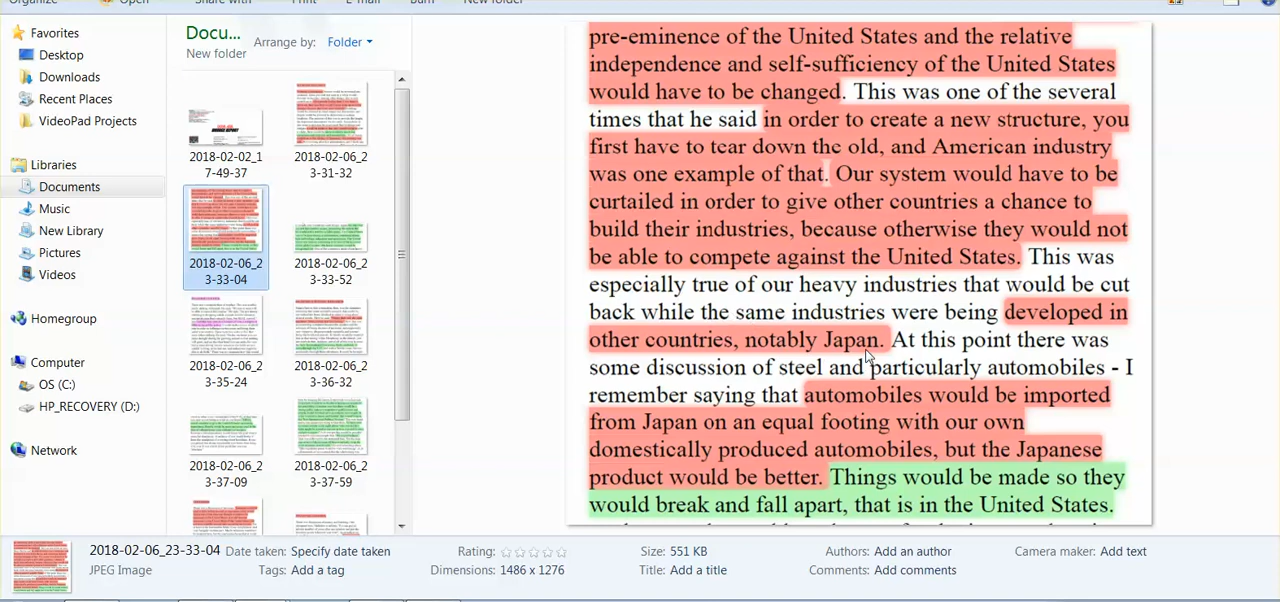 Organize
Open
Share with
Print
E-mail
Burn
New folder
Favorites
Desktop
Downloads
Recent Places
VideoPad Projects
Libraries
Documents
Music
New Library
Pictures
Videos
Homegroup
Computer
OS (C:)
HP_RECOVERY (D:)
Network
Docu...
New folder
Arrange by: Folder
2018-02-02_1
7-49-37
2018-02-06_2
3-31-32
2018-02-06_2
3-33-04
2018-02-06_2
3-33-52
2018-02-06_2
3-35-24
2018-02-06_2
3-36-32
2018-02-06_2
3-37-09
2018-02-06_2
3-37-59
pre-eminence of the United States and the relative
independence and self-sufficiency of the United States
would have to be changed. This was one of the several
times that he said in order to create a new structure, you
first have to tear down the old, and American industry
was one example of that. Our system would have to be
curtailed in order to give other countries a chance to
build their industries, because otherwise they would not
be able to compete against the United States. This was
especially true of our heavy industries that would be cut
back while the same industries were being developed in
other countries, notably Japan. At this point there was
some discussion of steel and particularly automobiles - I
remember saying that automobiles would be imported
from Japan on an equal footing with our own
domestically produced automobiles, but the Japanese
product would be better. Things would be made so they
would break and fall apart, that is in the United States.
2018-02-06_23-33-04 Date taken: Specify date taken Rating: Size: 551 KB Authors: Add an author Camera maker: Add text
JPEG Image Tags: Add a tag Dimensions: 1486 x 1276 Title: Add a title Comments: Add comments